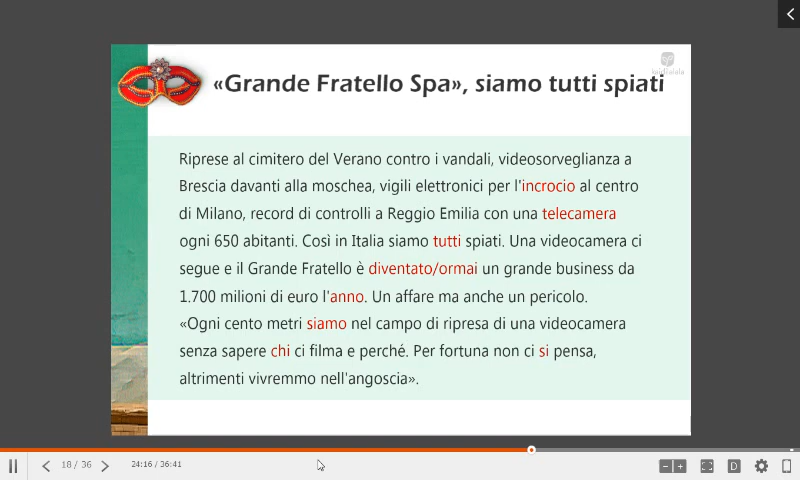 «Grande Fratello Spa», siamo tutti spiati
Riprese al cimitero del Verano contro i vandali, videosorveglianza a
Brescia davanti alla moschea, vigili elettronici per l'incrocio al centro
di Milano, record di controlli a Reggio Emilia con una telecamera
ogni 650 abitanti. Così in Italia siamo tutti spiati. Una videocamera ci
segue e il Grande Fratello è diventato/ormai un grande business da
1.700 milioni di euro l'anno. Un affare ma anche un pericolo.
«Ogni cento metri siamo nel campo di ripresa di una videocamera
senza sapere chi ci filma e perché. Per fortuna non ci si pensa,
altrimenti vivremmo nell'angoscia».
18 / 36
24:16 / 36:41
D